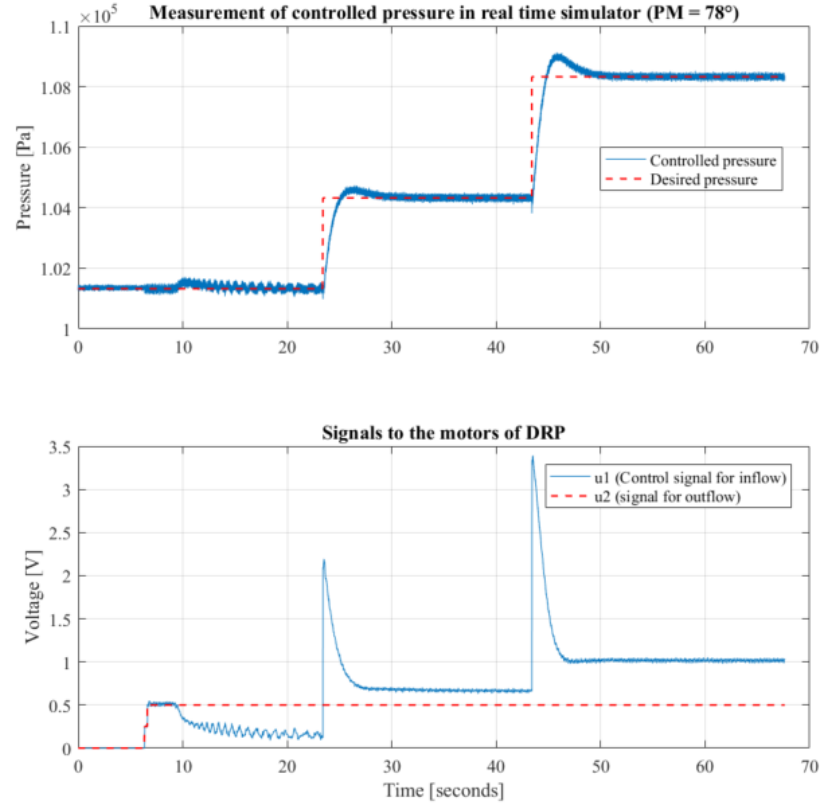 Measurement of controlled pressure in real time simulator (PM = 78°)
×10⁵
1.1
1.08
1.06
1.04
1.02
1
Pressure [Pa]
Controlled pressure
Desired pressure
0 10 20 30 40 50 60 70
Signals to the motors of DRP
3.5
3
2.5
2
1.5
1
0.5
0
Voltage [V]
u1 (Control signal for inflow)
u2 (signal for outflow)
0 10 20 30 40 50 60 70
Time [seconds]